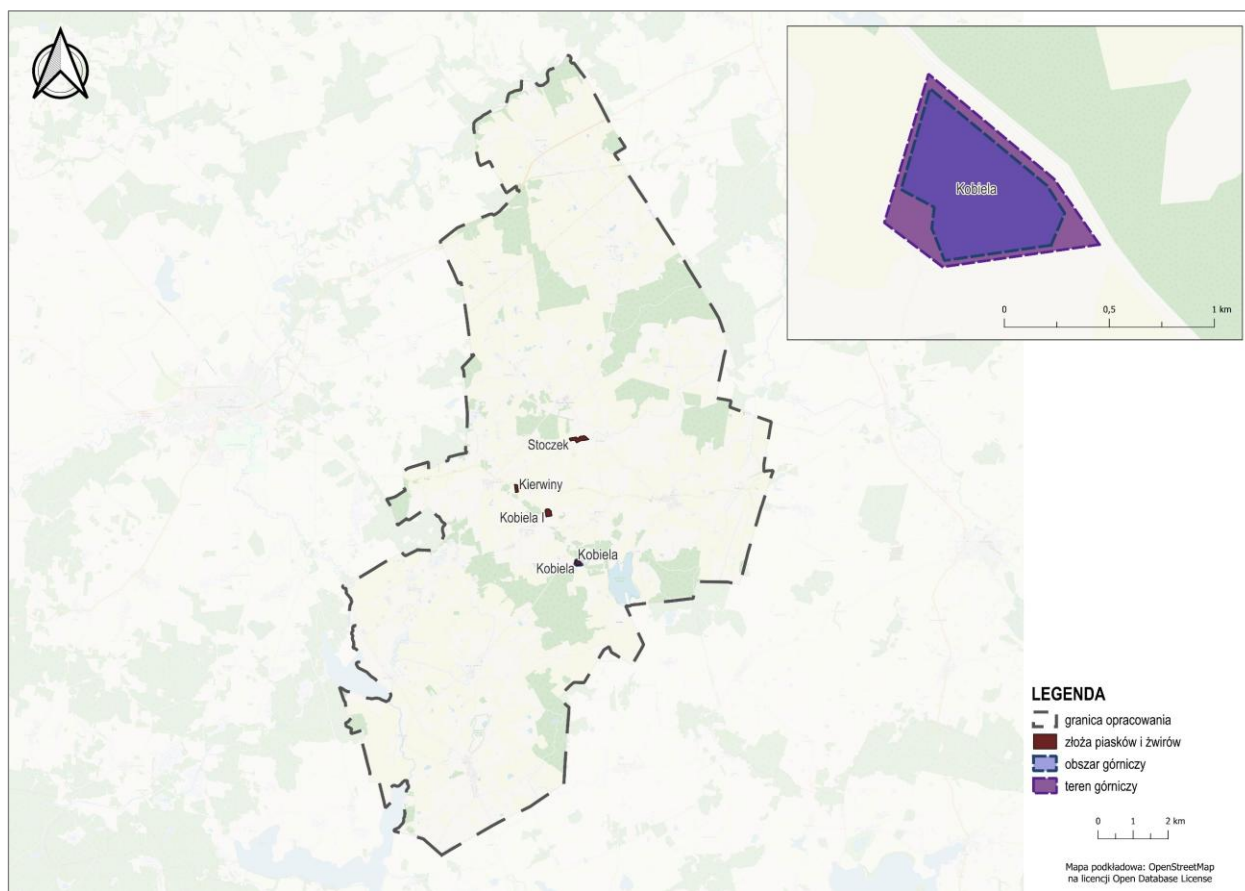 Kobiela
0 0,5 1 km
Stoczek
Kierwiny
Kobiela I
Kobiela
Kobiela
LEGENDA
granica opracowania
złoża piasków i żwirów
obszar górniczy
teren górniczy
0 1 2 km
Mapa podkładowa: OpenStreetMap
na licencji Open Database License